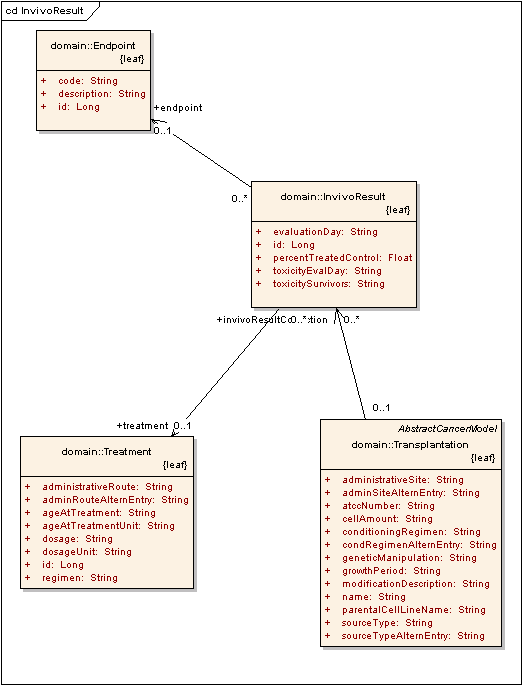 cd InvivoResult
domain::Endpoint
{leaf}
+ code: String
+ description: String
+ id: Long
+endpoint
0..1
0..*
domain::InvivoResult
{leaf}
+ evaluationDay: String
+ id: Long
+ percentTreatedControl: Float
+ toxicityEvalDay: String
+ toxicitySurvivors: String
+invivoResultCo 0..* ction 0..*
0..1
+treatment 0..1
domain::Treatment
{leaf}
+ administrativeRoute: String
+ adminRouteAlternEntry: String
+ ageAtTreatment: String
+ ageAtTreatmentUnit: String
+ dosage: String
+ dosageUnit: String
+ id: Long
+ regimen: String
AbstractCancerModel
domain::Transplantation
{leaf}
+ administrativeSite: String
+ adminSiteAlternEntry: String
+ atccNumber: String
+ cellAmount: String
+ conditioningRegimen: String
+ condRegimenAlternEntry: String
+ geneticManipulation: String
+ growthPeriod: String
+ modificationDescription: String
+ name: String
+ parentalCellLineName: String
+ sourceType: String
+ sourceTypeAlternEntry: String